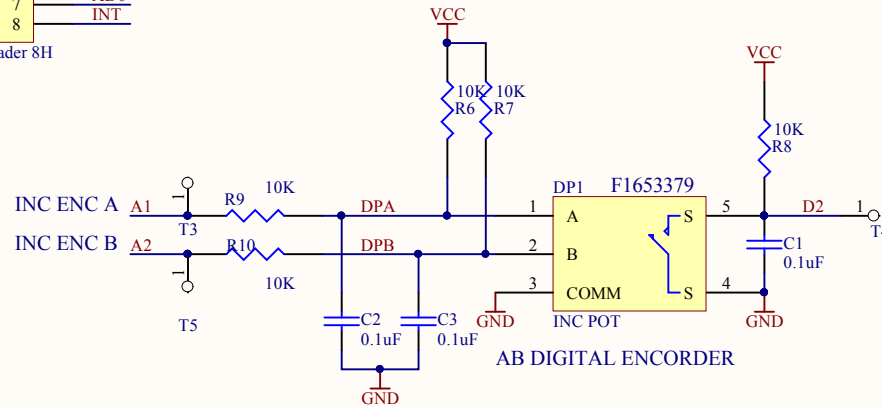 7
8
INT
ader 8H
VCC
VCC
10K
R6
10K
R7
10K
R8
INC ENC A
A1
1
T3
R9
10K
DPA
1
DP1
F1653379
A
S
5
D2
1
INC ENC B
A2
1
T5
R10
10K
DPB
2
B
C1
0.1uF
3
COMM
S
4
GND
INC POT
GND
C2
0.1uF
C3
0.1uF
AB DIGITAL ENCORDER
GND